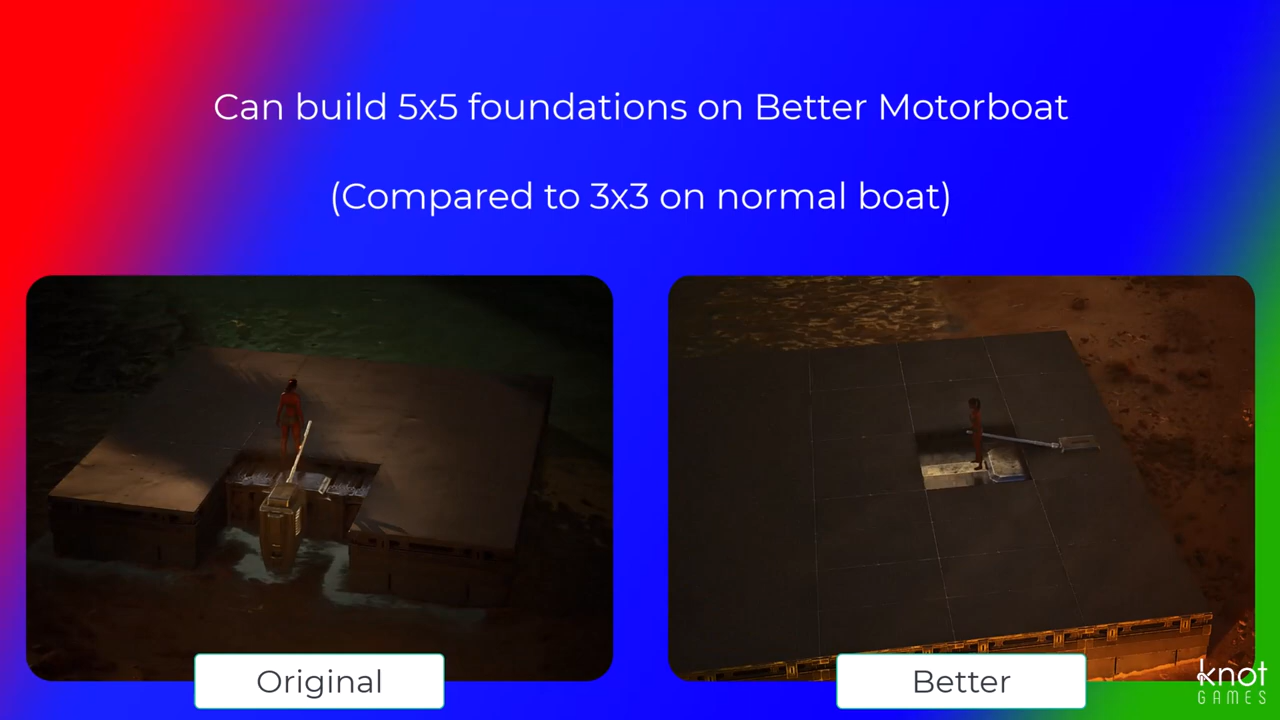 Can build 5x5 foundations on Better Motorboat
(Compared to 3x3 on normal boat)
Original
Better
knot
GAMES